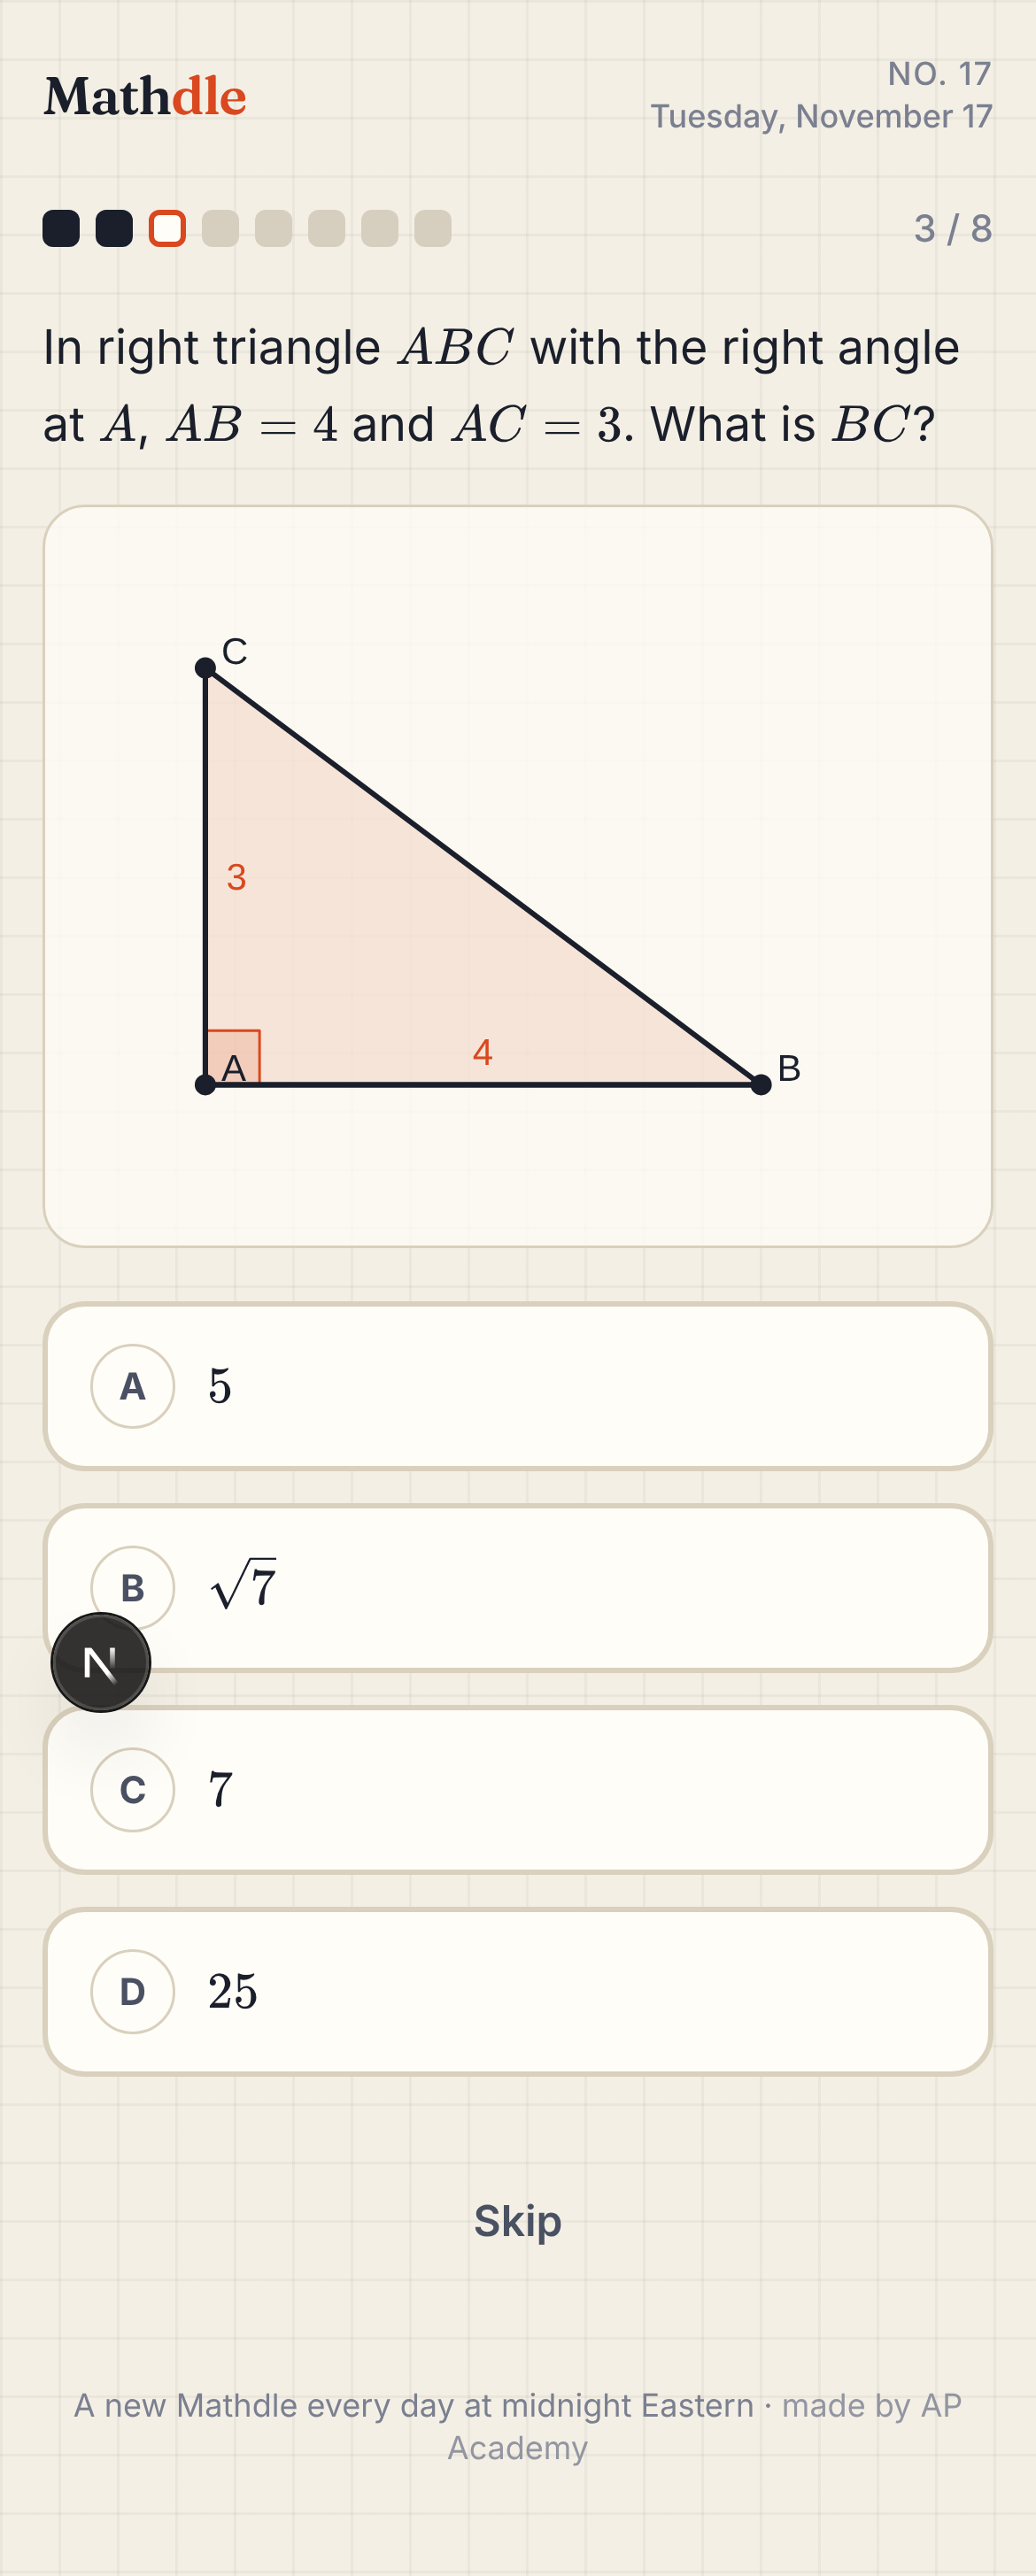 Mathdle
NO. 17
Tuesday, November 17
3 / 8
In right triangle ABC with the right angle
at A, AB = 4 and AC = 3. What is BC?
C
3
A
4
B
A 5
B √7
N
C 7
D 25
Skip
A new Mathdle every day at midnight Eastern · made by AP
Academy